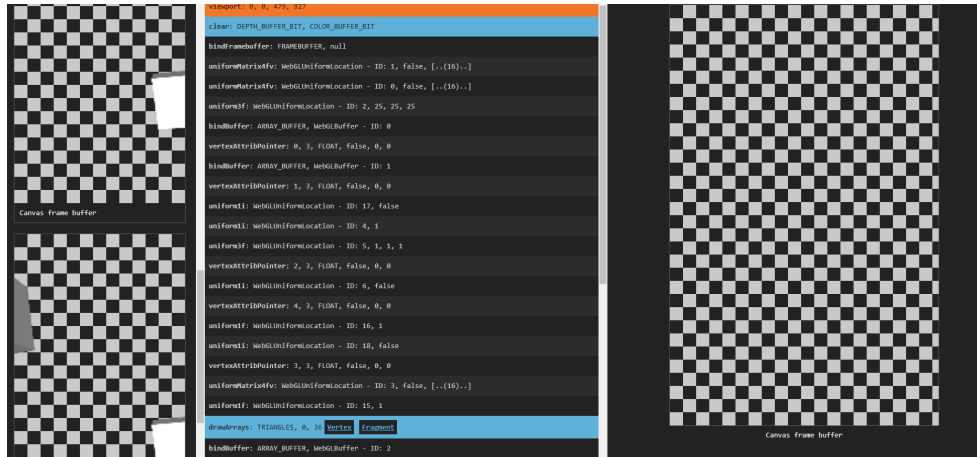 Canvas frame buffer
viewport: 0, 0, 479, 927
clear: DEPTH_BUFFER_BIT, COLOR_BUFFER_BIT
bindFramebuffer: FRAMEBUFFER, null
uniformMatrix4fv: WebGLUniformLocation - ID: 1, false, [..(16)..]
uniformMatrix4fv: WebGLUniformLocation - ID: 0, false, [..(16)..]
uniform3f: WebGLUniformLocation - ID: 2, 25, 25, 25
bindBuffer: ARRAY_BUFFER, WebGLBuffer - ID: 0
vertexAttribPointer: 0, 3, FLOAT, false, 0, 0
bindBuffer: ARRAY_BUFFER, WebGLBuffer - ID: 1
vertexAttribPointer: 1, 3, FLOAT, false, 0, 0
uniform1i: WebGLUniformLocation - ID: 17, false
uniform1i: WebGLUniformLocation - ID: 4, 1
uniform3f: WebGLUniformLocation - ID: 5, 1, 1, 1
vertexAttribPointer: 2, 3, FLOAT, false, 0, 0
uniform1i: WebGLUniformLocation - ID: 6, false
vertexAttribPointer: 4, 3, FLOAT, false, 0, 0
uniform1f: WebGLUniformLocation - ID: 16, 1
uniform1i: WebGLUniformLocation - ID: 18, false
vertexAttribPointer: 3, 3, FLOAT, false, 0, 0
uniformMatrix4fv: WebGLUniformLocation - ID: 3, false, [..(16)..]
uniform1f: WebGLUniformLocation - ID: 15, 1
drawArrays: TRIANGLES, 0, 36 Vertex Fragment
bindBuffer: ARRAY_BUFFER, WebGLBuffer - ID: 2
Canvas frame buffer